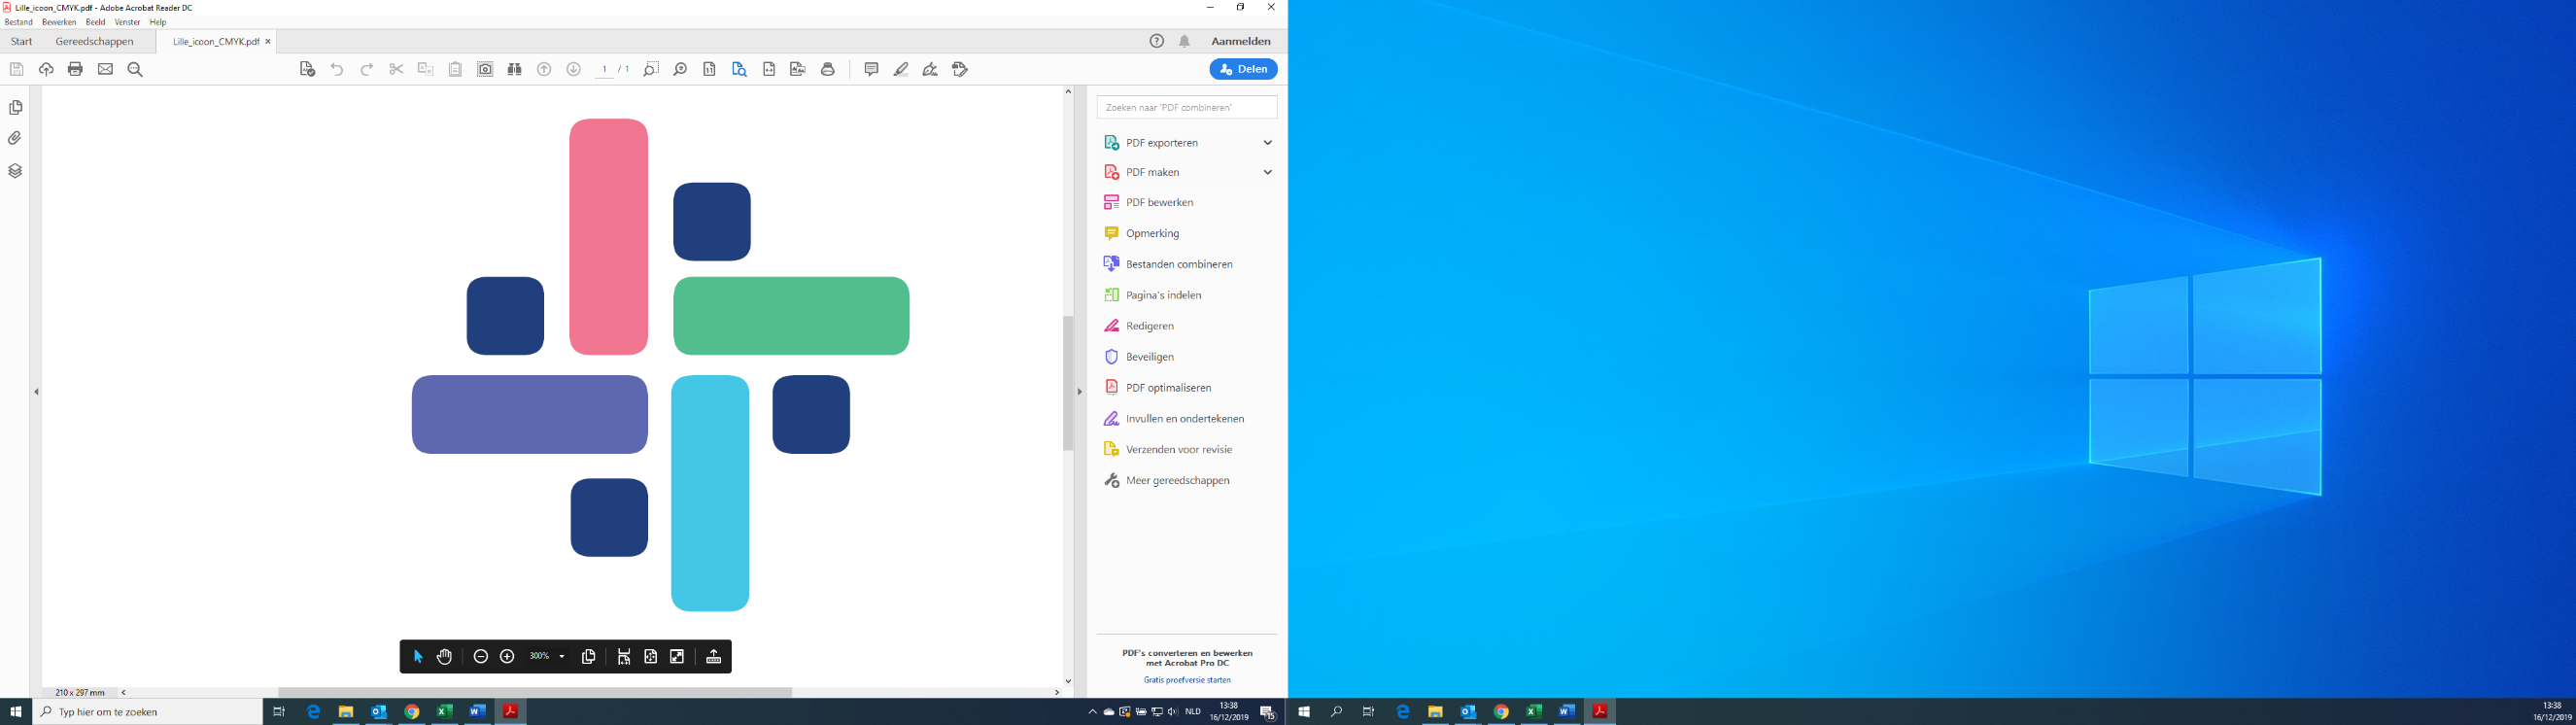 Lille_icoon_CMYK.pdf - Adobe Acrobat Reader DC
Bestand Bewerken Beeld Venster Help
Start Gereedschappen Lille_icoon_CMYK.pdf × Aanmelden
1 / 1 Delen
Zoeken naar 'PDF combineren'
PDF exporteren
PDF maken
PDF bewerken
Opmerking
Bestanden combineren
Pagina's indelen
Redigeren
Beveiligen
PDF optimaliseren
Invullen en ondertekenen
Verzenden voor revisie
Meer gereedschappen
300%
PDF's converteren en bewerken
met Acrobat Pro DC
Gratis proefversie starten
210 x 297 mm
Typ hier om te zoeken
NLD
13:38
16/12/2019
15
13:38
16/12/2019